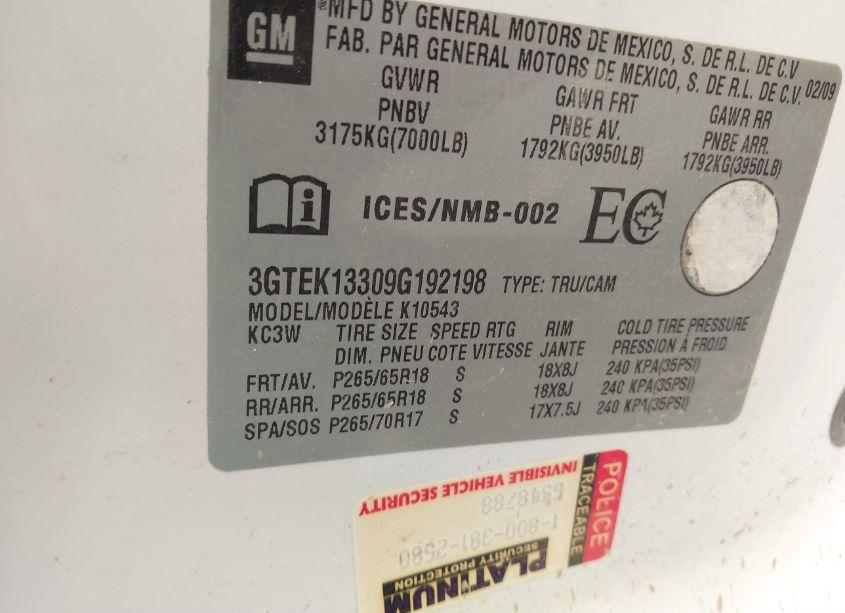 GM
®MFD BY GENERAL MOTORS DE MEXICO, S. DE R.L. DE C.V
FAB. PAR GENERAL MOTORS DE MEXICO, S. DE R.L. DE C.V. 02/09
GVWR GAWR FRT GAWR RR
PNBV PNBE AV. PNBE ARR.
3175KG(7000LB) 1792KG(3950LB) 1792KG(3950LB)
i ICES/NMB-002 EC
3GTEK13309G192198 TYPE: TRU/CAM
MODEL/MODÈLE K10543
KC3W TIRE SIZE SPEED RTG RIM COLD TIRE PRESSURE
DIM. PNEU COTE VITESSE JANTE PRESSION À FROID
FRT/AV. P265/65R18 S 18X8J 240 KPA(35PSI)
RR/ARR. P265/65R18 S 18X8J 240 KPA(35PSI)
SPA/SOS P265/70R17 S 17X7.5J 240 KPA(35PSI)
PLATINUM
SECURITY PROTECTION
1-800-381-2580
6548788
INVISIBLE VEHICLE SECURITY
POLICE
TRACEABLE